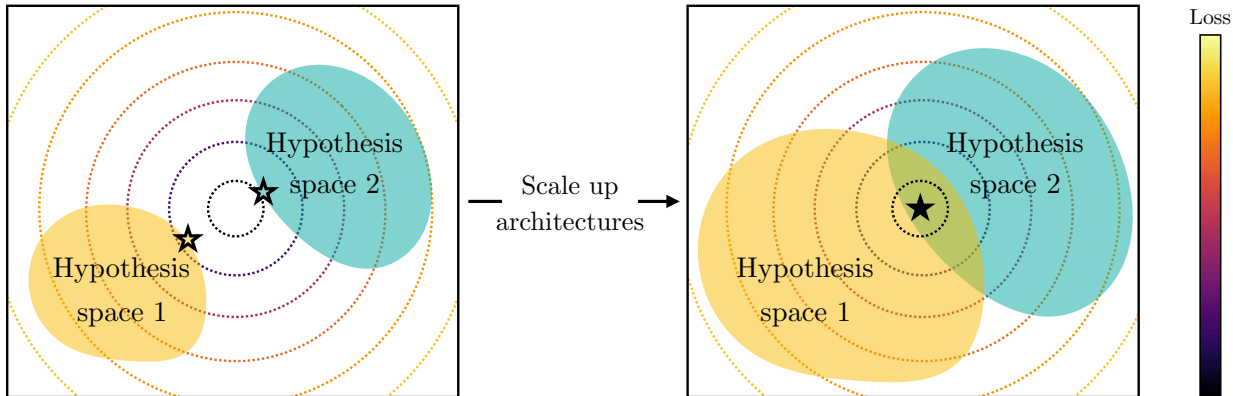 Loss
Hypothesis
space 2
Hypothesis
space 1
Scale up
architectures
Hypothesis
space 2
Hypothesis
space 1